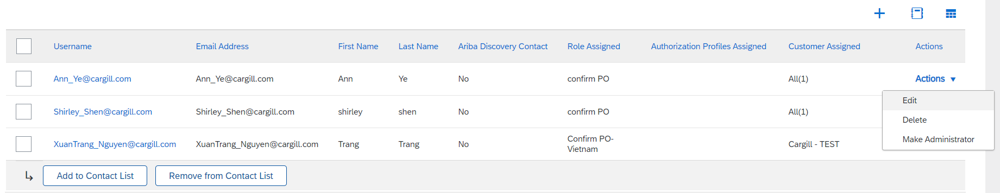 Username Email Address First Name Last Name Ariba Discovery Contact Role Assigned Authorization Profiles Assigned Customer Assigned Actions
Ann_Ye@cargill.com Ann_Ye@cargill.com Ann Ye No confirm PO All(1) Actions
Edit
Shirley_Shen@cargill.com Shirley_Shen@cargill.com shirley shen No confirm PO All(1)
Delete
Make Administrator
XuanTrang_Nguyen@cargill.com XuanTrang_Nguyen@cargill.com Trang Trang No Confirm PO-
Vietnam Cargill - TEST
Add to Contact List Remove from Contact List